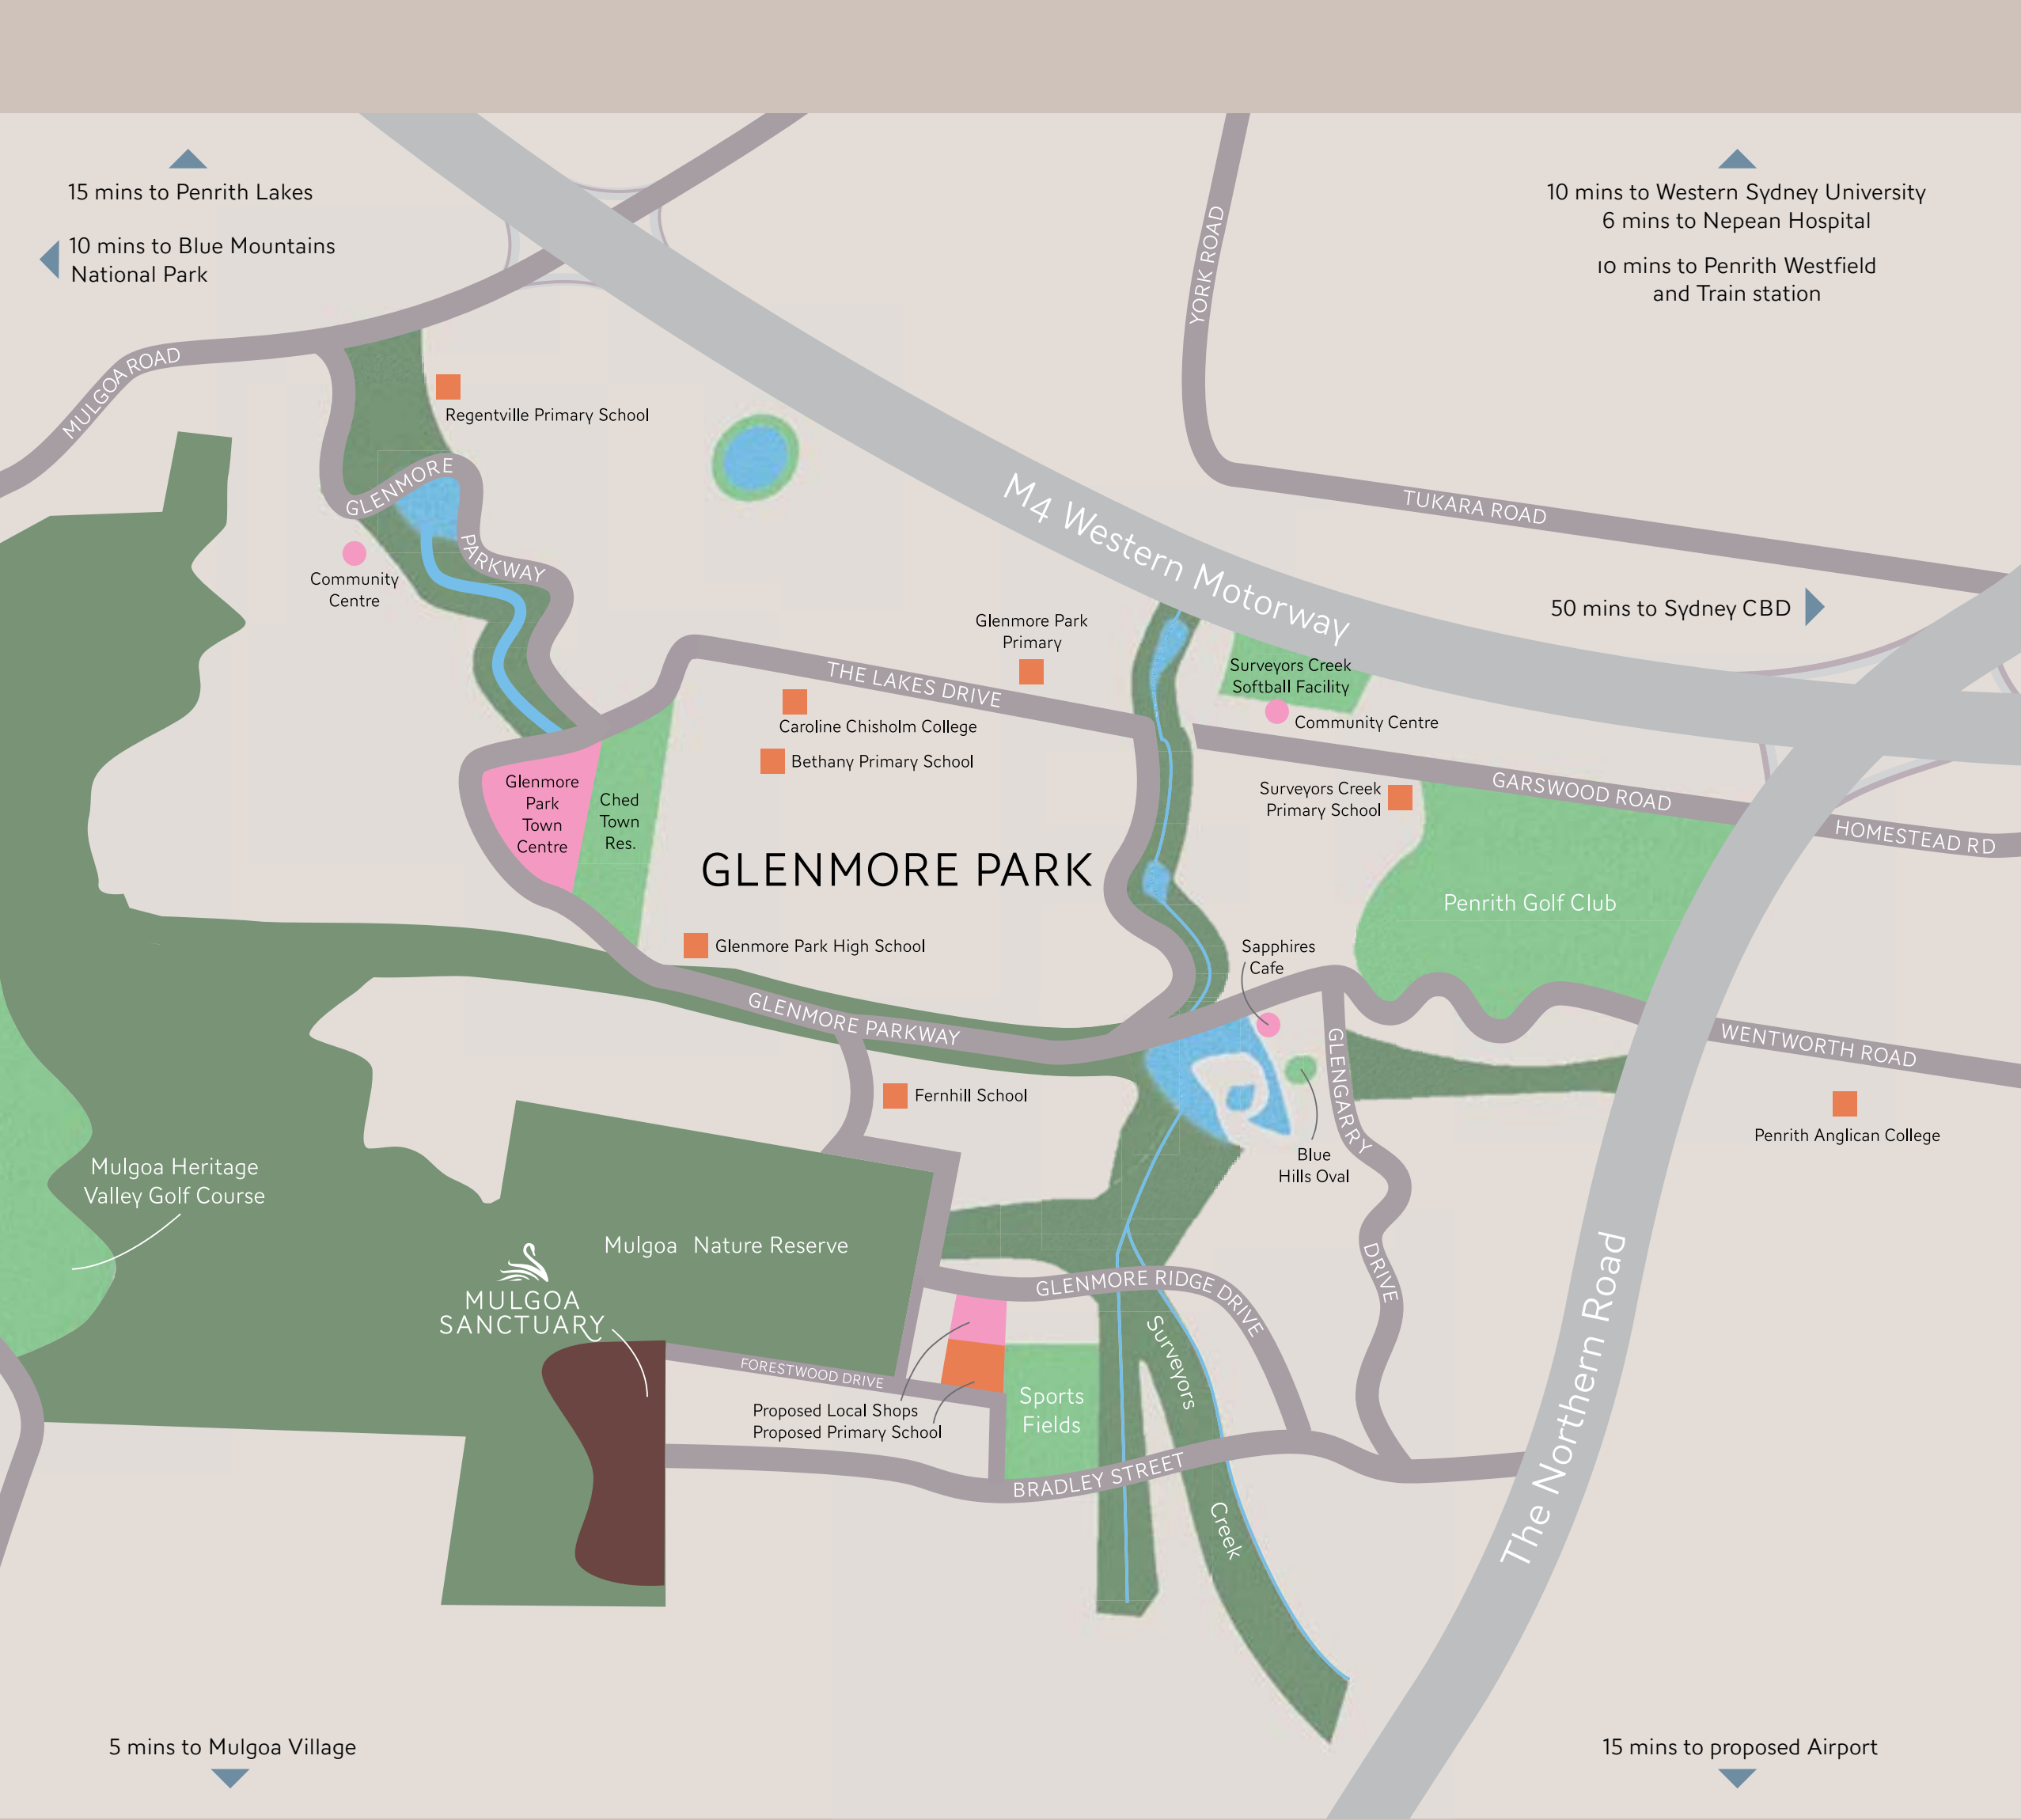 15 mins to Penrith Lakes
10 mins to Blue Mountains
National Park
10 mins to Western Sydney University
6 mins to Nepean Hospital
10 mins to Penrith Westfield
and Train station
YORK ROAD
MULGOA ROAD
Regentville Primary School
GLENMORE
PARKWAY
M4 Western Motorway
TUKARA ROAD
Community
Centre
50 mins to Sydney CBD
Glenmore Park
Primary
THE LAKES DRIVE
Surveyors Creek
Softball Facility
Community Centre
Caroline Chisholm College
Bethany Primary School
Glenmore
Park
Town
Centre
Ched
Town
Res.
Surveyors Creek
Primary School
GARSWOOD ROAD
HOMESTEAD RD
GLENMORE PARK
Penrith Golf Club
Glenmore Park High School
Sapphires
Cafe
GLENMORE PARKWAY
WENTWORTH ROAD
GLENGARRY
DRIVE
Fernhill School
Penrith Anglican College
Blue
Hills Oval
Mulgoa Heritage
Valley Golf Course
Mulgoa Nature Reserve
MULGOA
SANCTUARY
GLENMORE RIDGE DRIVE
The Northern Road
Surveyors
Creek
FORESTWOOD DRIVE
Sports
Fields
Proposed Local Shops
Proposed Primary School
BRADLEY STREET
5 mins to Mulgoa Village
15 mins to proposed Airport